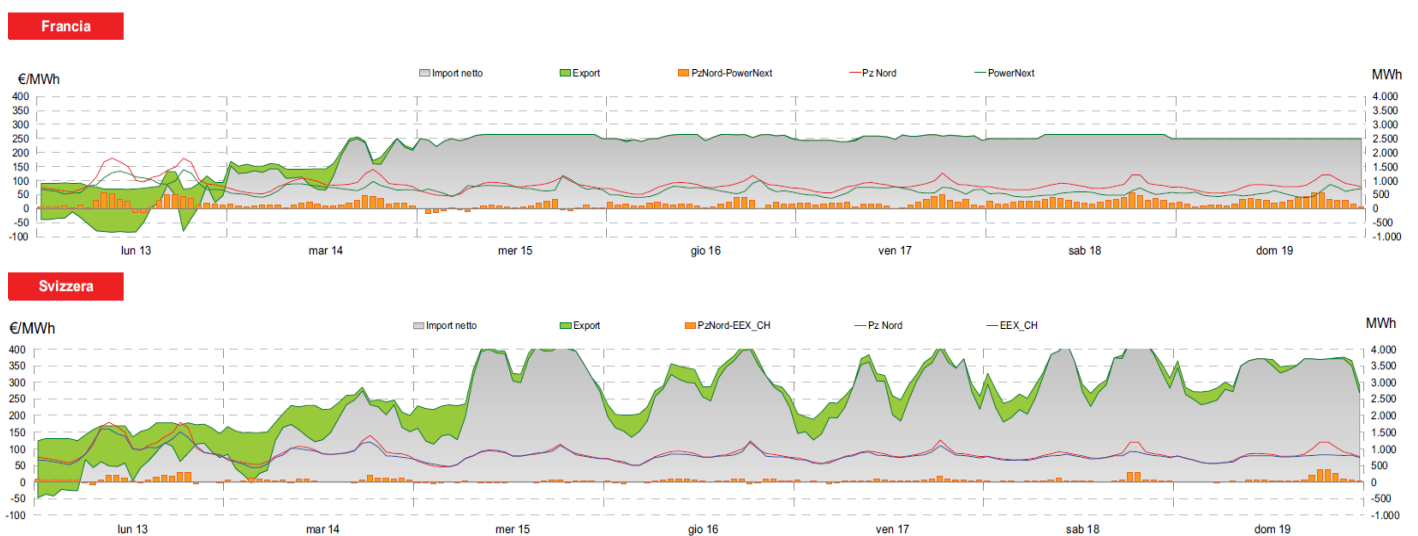 Francia
€/MWh
Import netto Export PzNord-PowerNext Pz Nord PowerNext
MWh
400 4.000
350 3.500
300 3.000
250 2.500
200 2.000
150 1.500
100 1.000
50 500
0 0
-50 -500
-100 -1.000
lun 13 mar 14 mer 15 gio 16 ven 17 sab 18 dom 19
Svizzera
€/MWh
Import netto Export PzNord-EEX_CH Pz Nord EEX_CH
MWh
400 4.000
350 3.500
300 3.000
250 2.500
200 2.000
150 1.500
100 1.000
50 500
0 0
-50 -500
-100 -1.000
lun 13 mar 14 mer 15 gio 16 ven 17 sab 18 dom 19